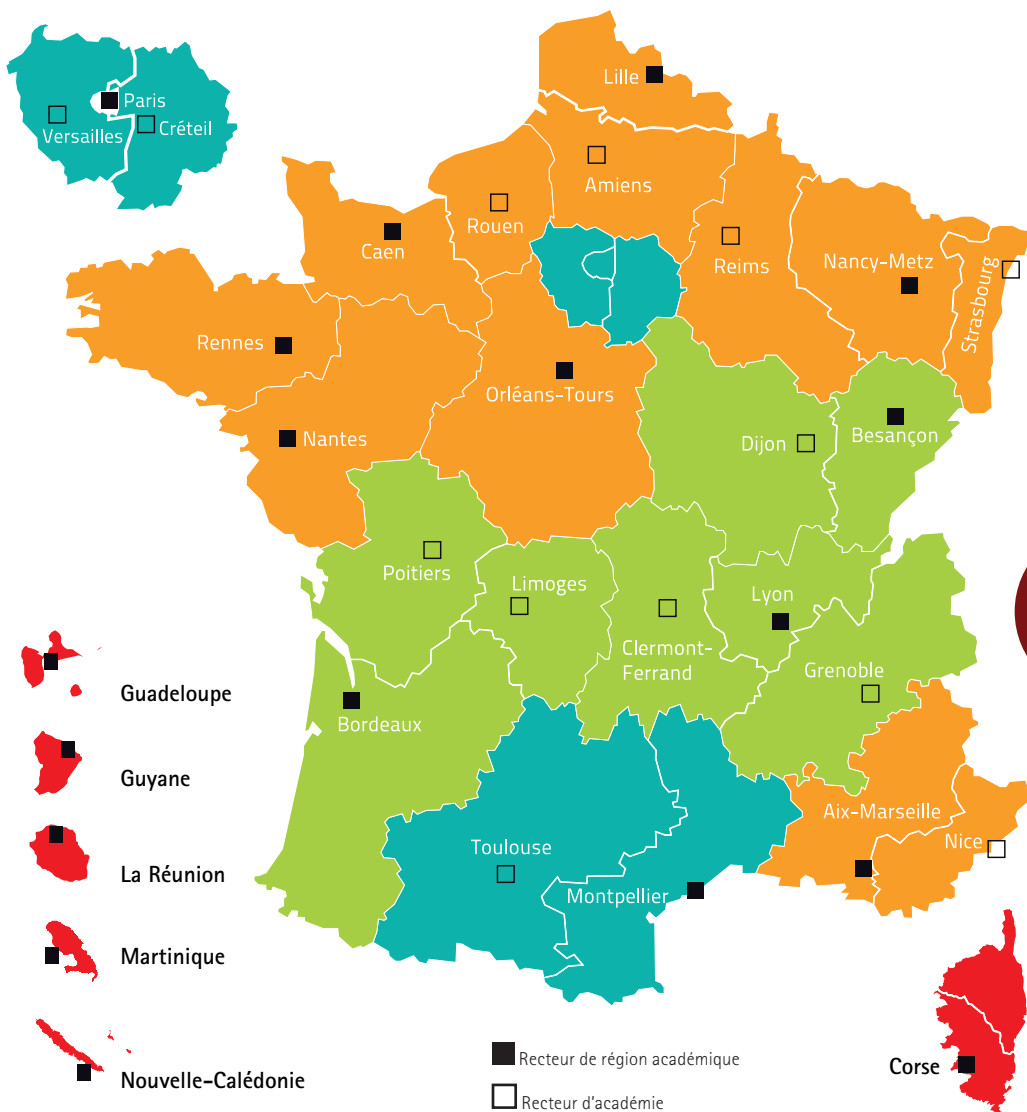 Lille
Paris
Versailles
Créteil
Amiens
Rouen
Caen
Reims
Nancy-Metz
Strasbourg
Rennes
Orléans-Tours
Nantes
Dijon
Besançon
Poitiers
Limoges
Lyon
Clermont-
Ferrand
Grenoble
Guadeloupe
Bordeaux
Guyane
Aix-Marseille
Nice
Toulouse
La Réunion
Montpellier
Martinique
Nouvelle-Calédonie
Corse
Recteur de région académique
Recteur d'académie